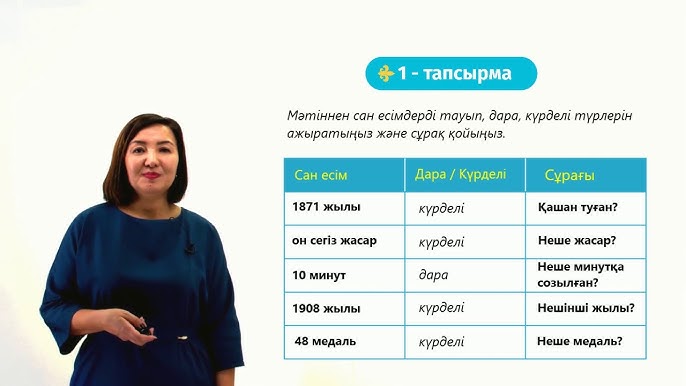 1 - тапсырма
Мәтіннен сан есімдерді тауып, дара, күрделі түрлерін
ажыратыңыз және сұрақ қойыңыз.
Сан есім Дара / Күрделі Сұрағы
1871 жылы күрделі Қашан туған?
он сегіз жасар күрделі Неше жасар?
10 минут дара Неше минутқа
созылған?
1908 жылы күрделі Нешінші жылы?
48 медаль күрделі Неше медаль?